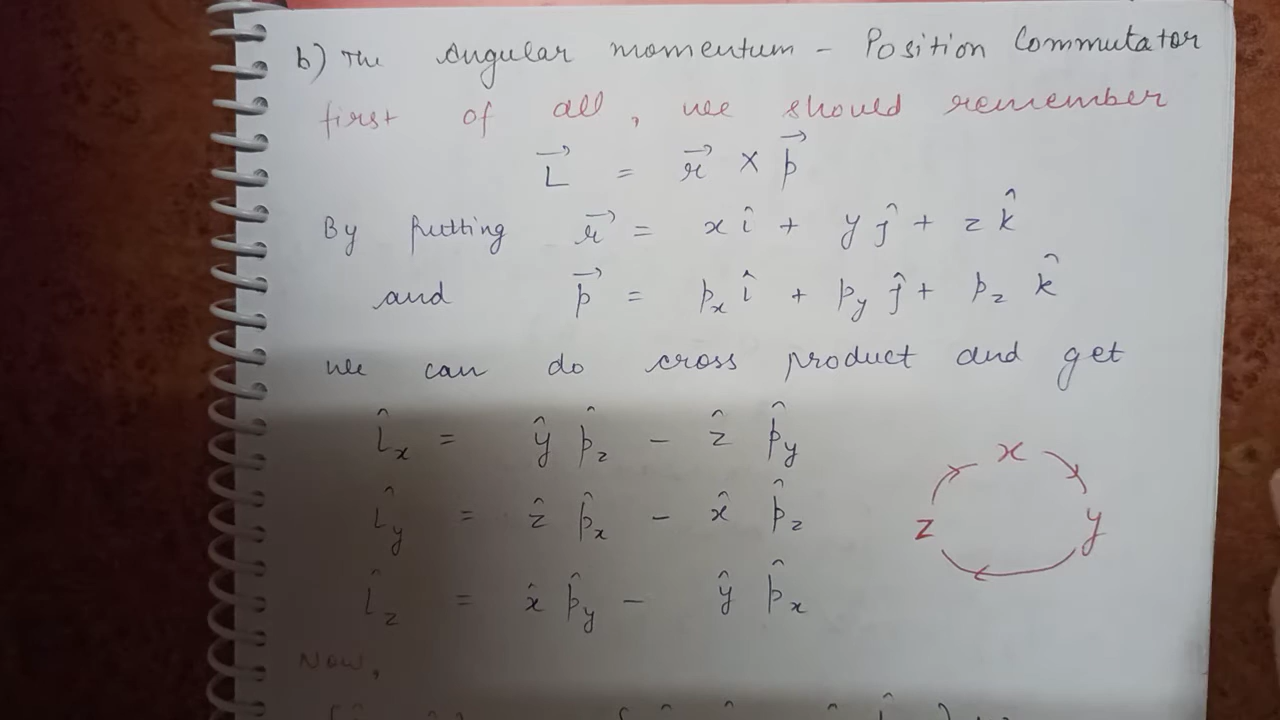 b) The Angular momentum - Position Commutator
first of all, we should remember
L⃗ = r⃗ × p⃗
By putting r⃗ = x î + y ĵ + z k̂
and p⃗ = pₓ î + p_y ĵ + p_z k̂
we can do cross product and get
L̂ₓ = ŷ p̂_z - ẑ p̂_y
L̂_y = ẑ p̂ₓ - x̂ p̂_z
L̂_z = x̂ p̂_y - ŷ p̂ₓ
x
z y
Now,